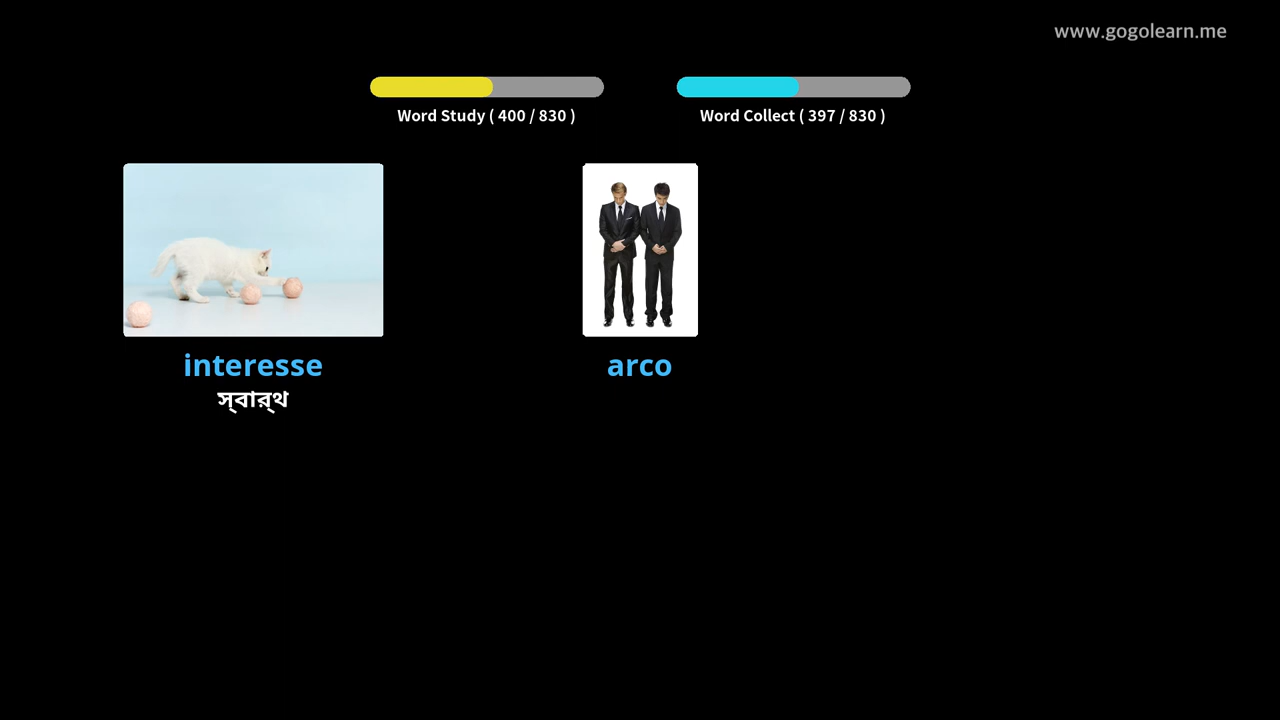 www.gogolearn.me
Word Study ( 400 / 830 )
Word Collect ( 397 / 830 )
interesse
স্বার্থ
arco